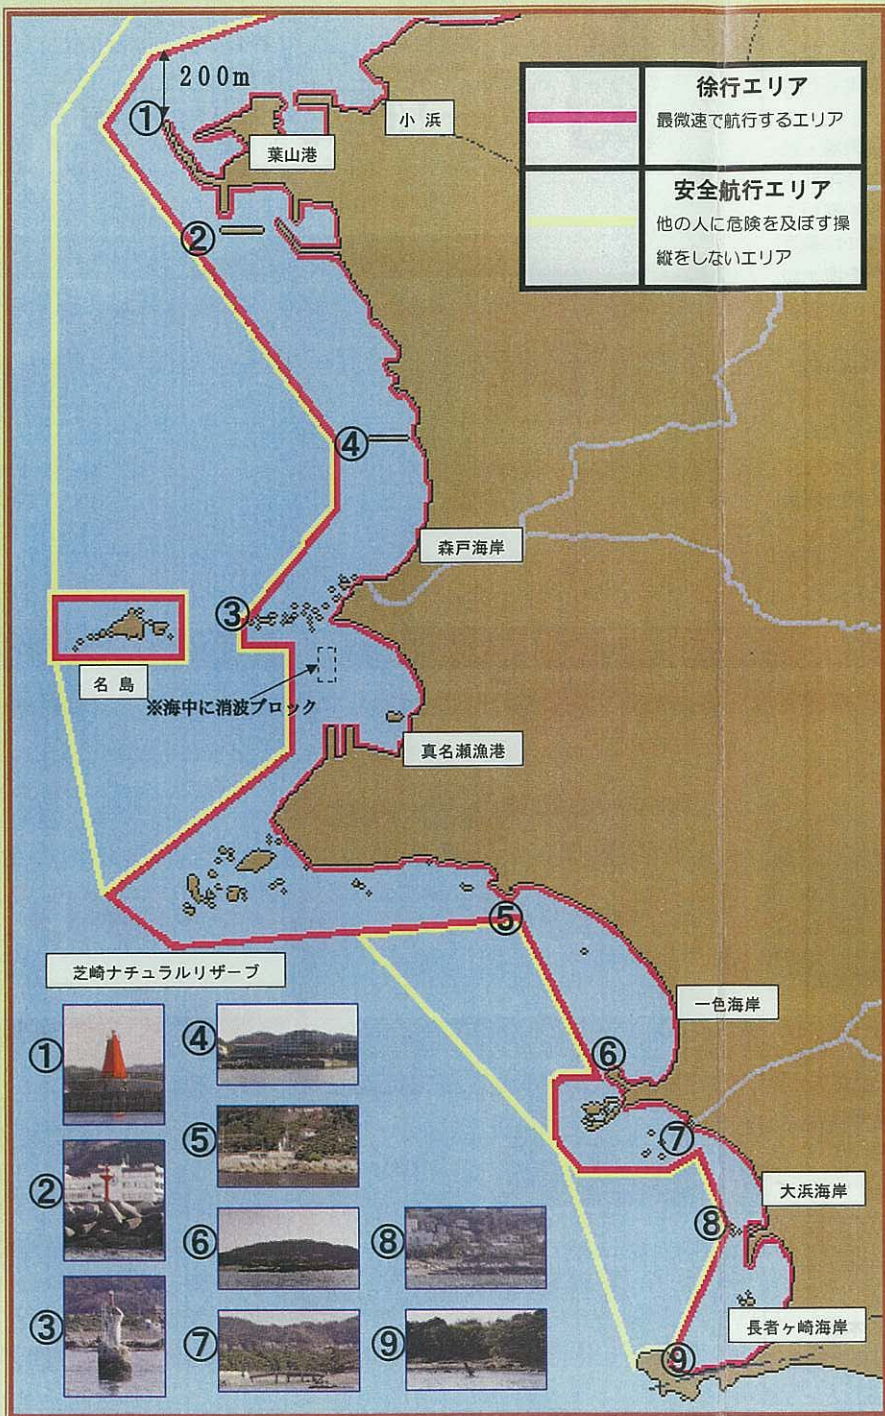 200m
①
小浜
葉山港
徐行エリア
最微速で航行するエリア
安全航行エリア
他の人に危険を及ぼす操
縦をしないエリア
②
④
森戸海岸
③
名島
※海中に消波ブロック
真名瀬漁港
⑤
芝崎ナチュラルリザーブ
一色海岸
⑥
⑦
大浜海岸
⑧
長者ヶ崎海岸
⑨
①
②
③
④
⑤
⑥
⑦
⑧
⑨